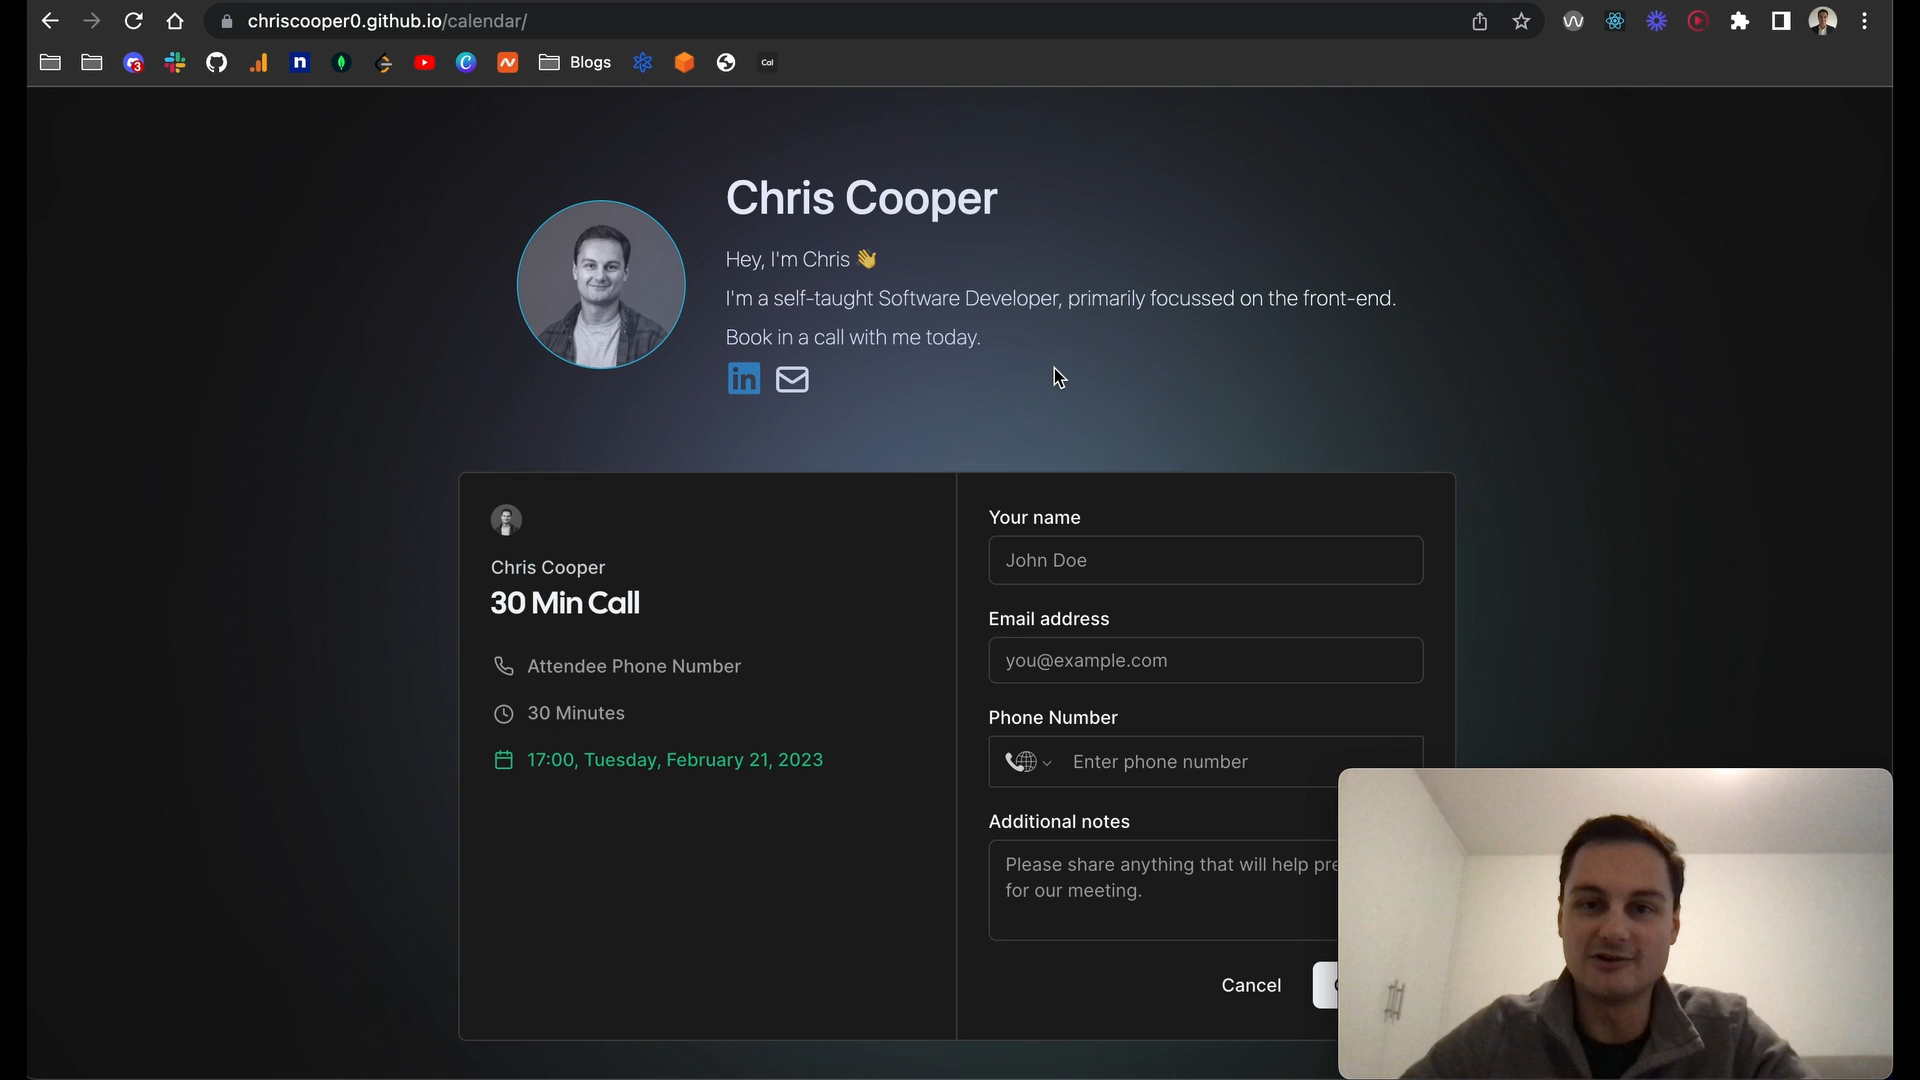 chriscooper0.github.io/calendar/
3
n
C
Blogs
Cal
Chris Cooper
Hey, I'm Chris 👋
I'm a self-taught Software Developer, primarily focussed on the front-end.
Book in a call with me today.
in
Chris Cooper
30 Min Call
Attendee Phone Number
30 Minutes
17:00, Tuesday, February 21, 2023
Your name
John Doe
Email address
you@example.com
Phone Number
Enter phone number
Additional notes
Please share anything that will help
for our meeting.
Cancel